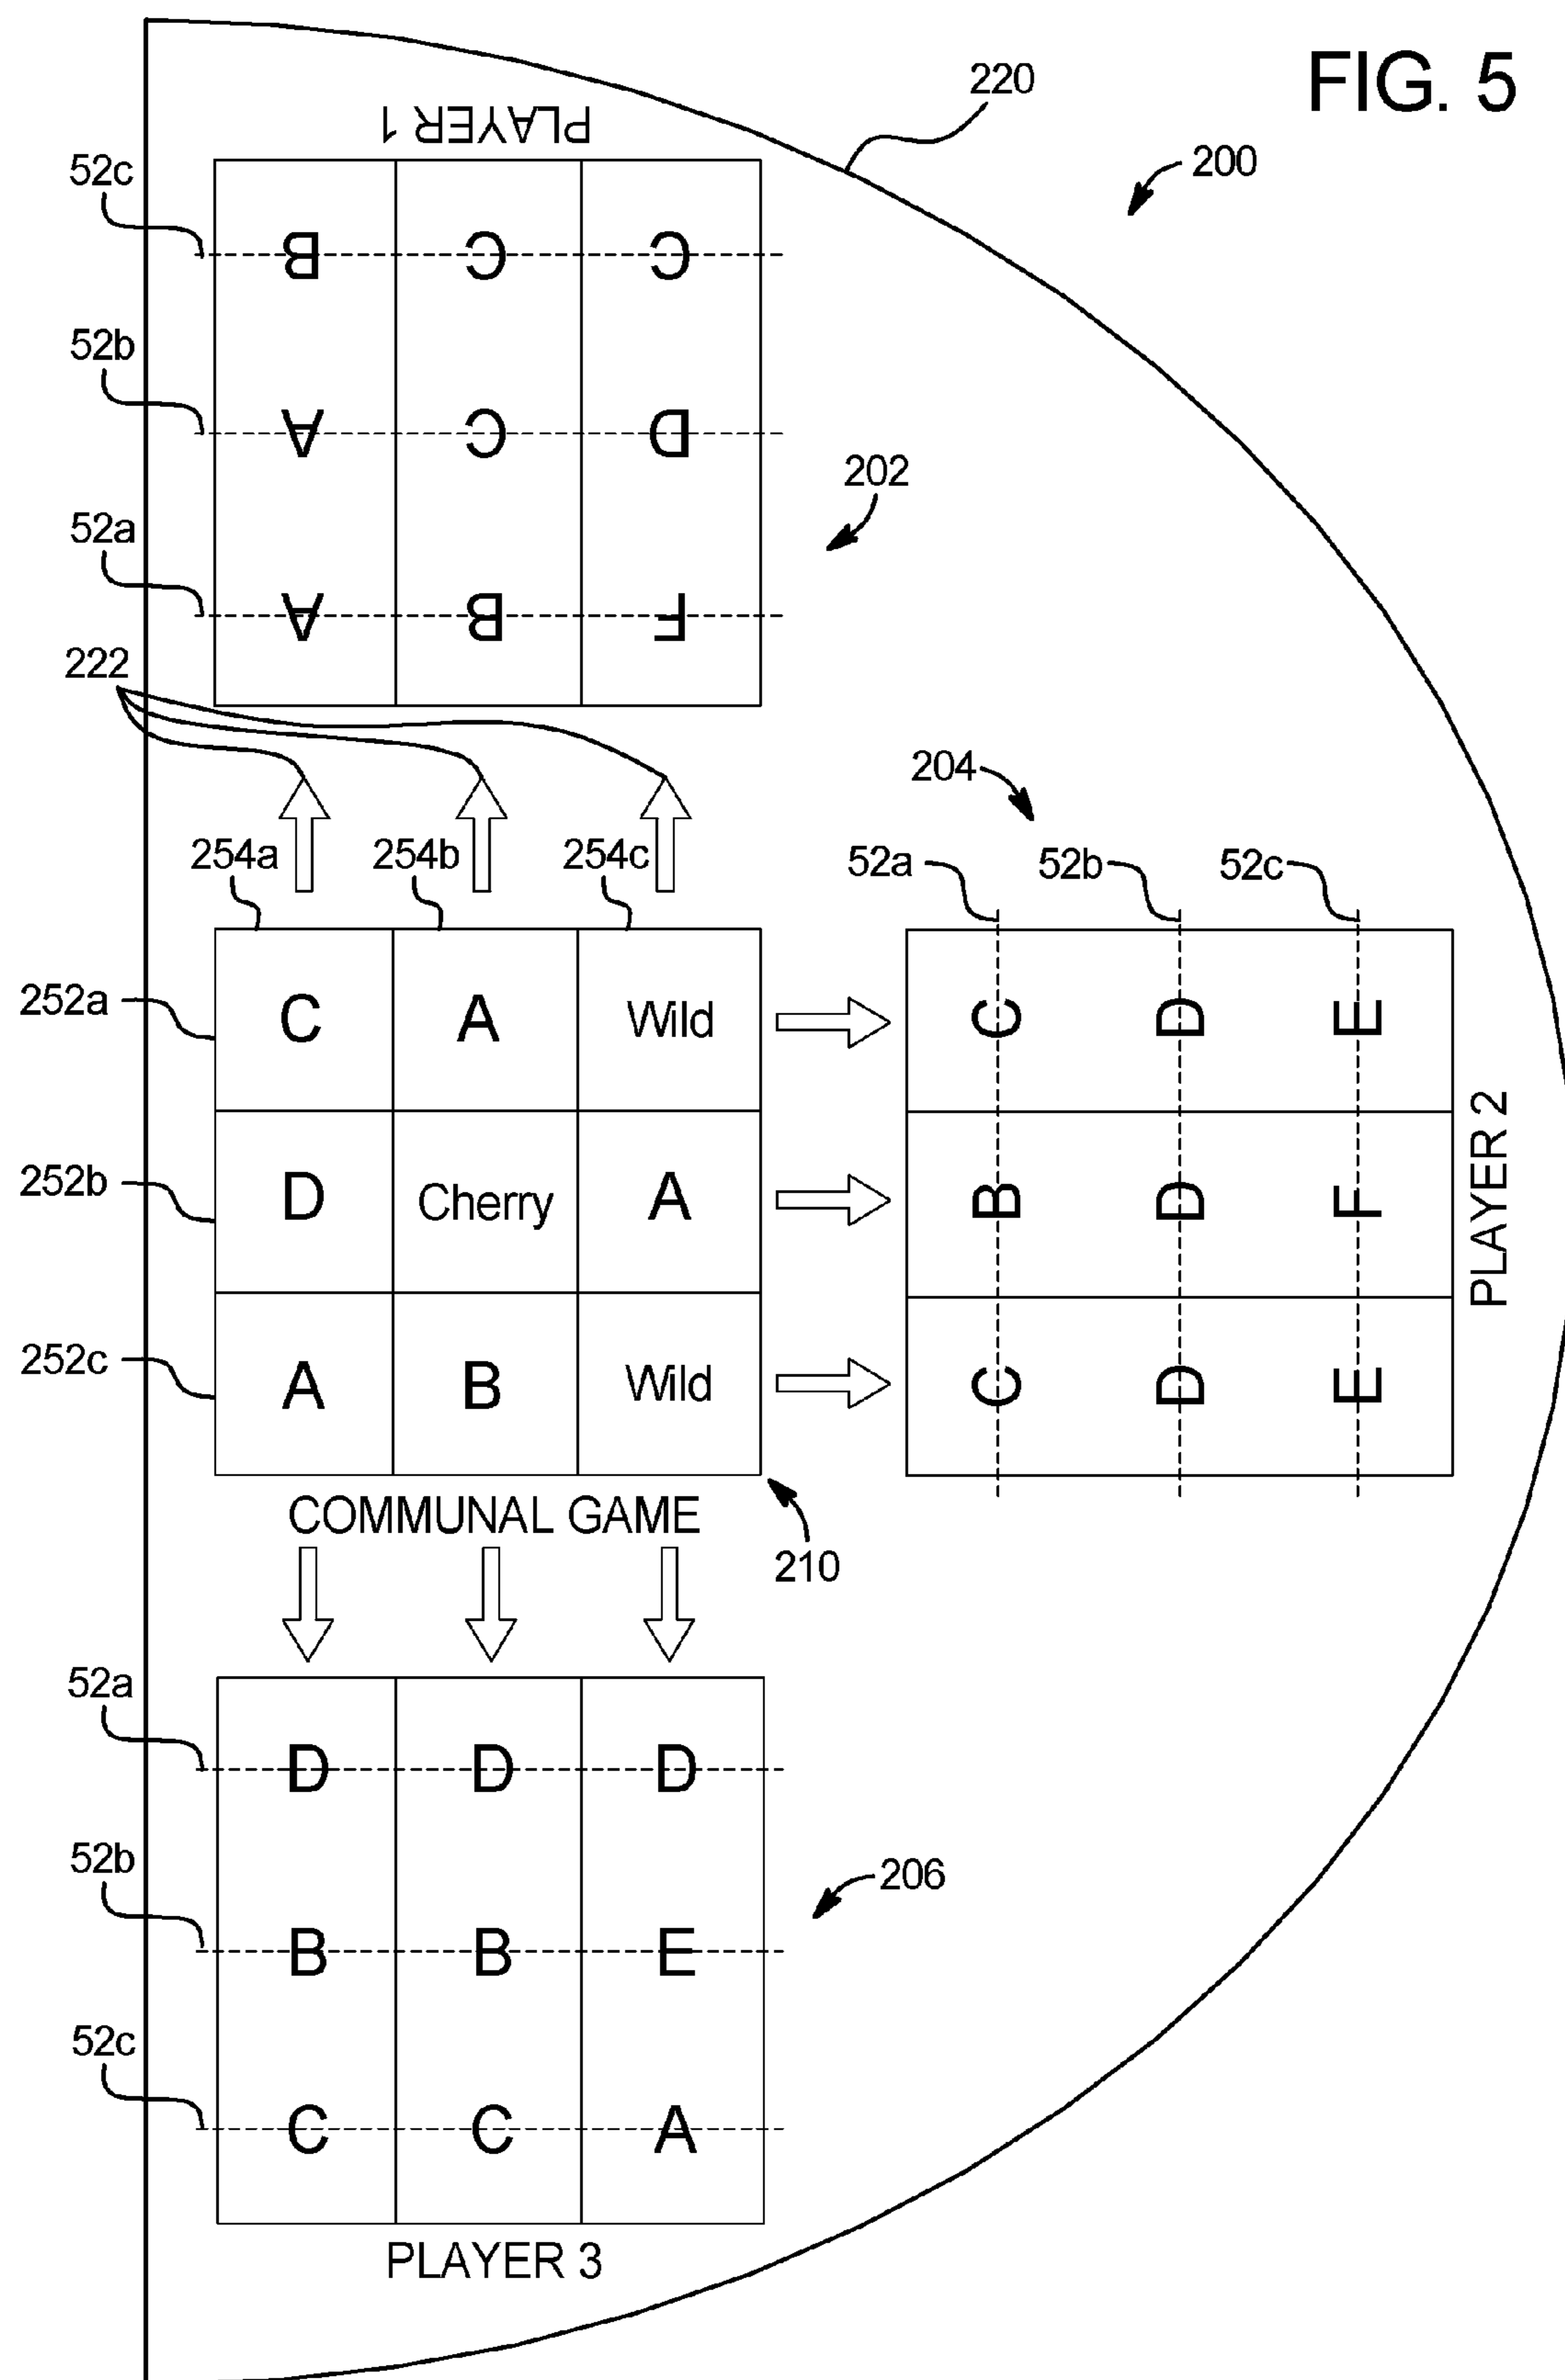 FIG. 5
220
200
PLAYER 1
52c
B C C
52b
A C D
202
52a
A B F
222
204
254a 254b 254c
52a 52b 52c
252a
C A Wild
C D E
252b
D Cherry A
B D F
PLAYER 2
252c
A B Wild
C D E
COMMUNAL GAME
210
52a
D D D
52b
B B E
206
52c
C C A
PLAYER 3